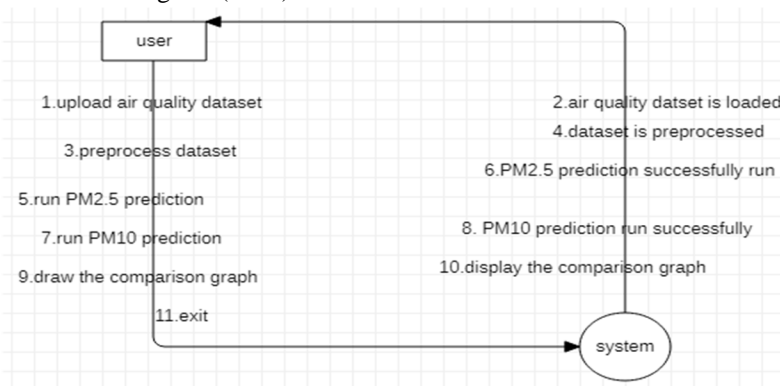 user
1.upload air quality dataset
2.air quality datset is loaded
3.preprocess dataset
4.dataset is preprocessed
5.run PM2.5 prediction
6.PM2.5 prediction successfully run
7.run PM10 prediction
8. PM10 prediction run successfully
9.draw the comparison graph
10.display the comparison graph
11.exit
system